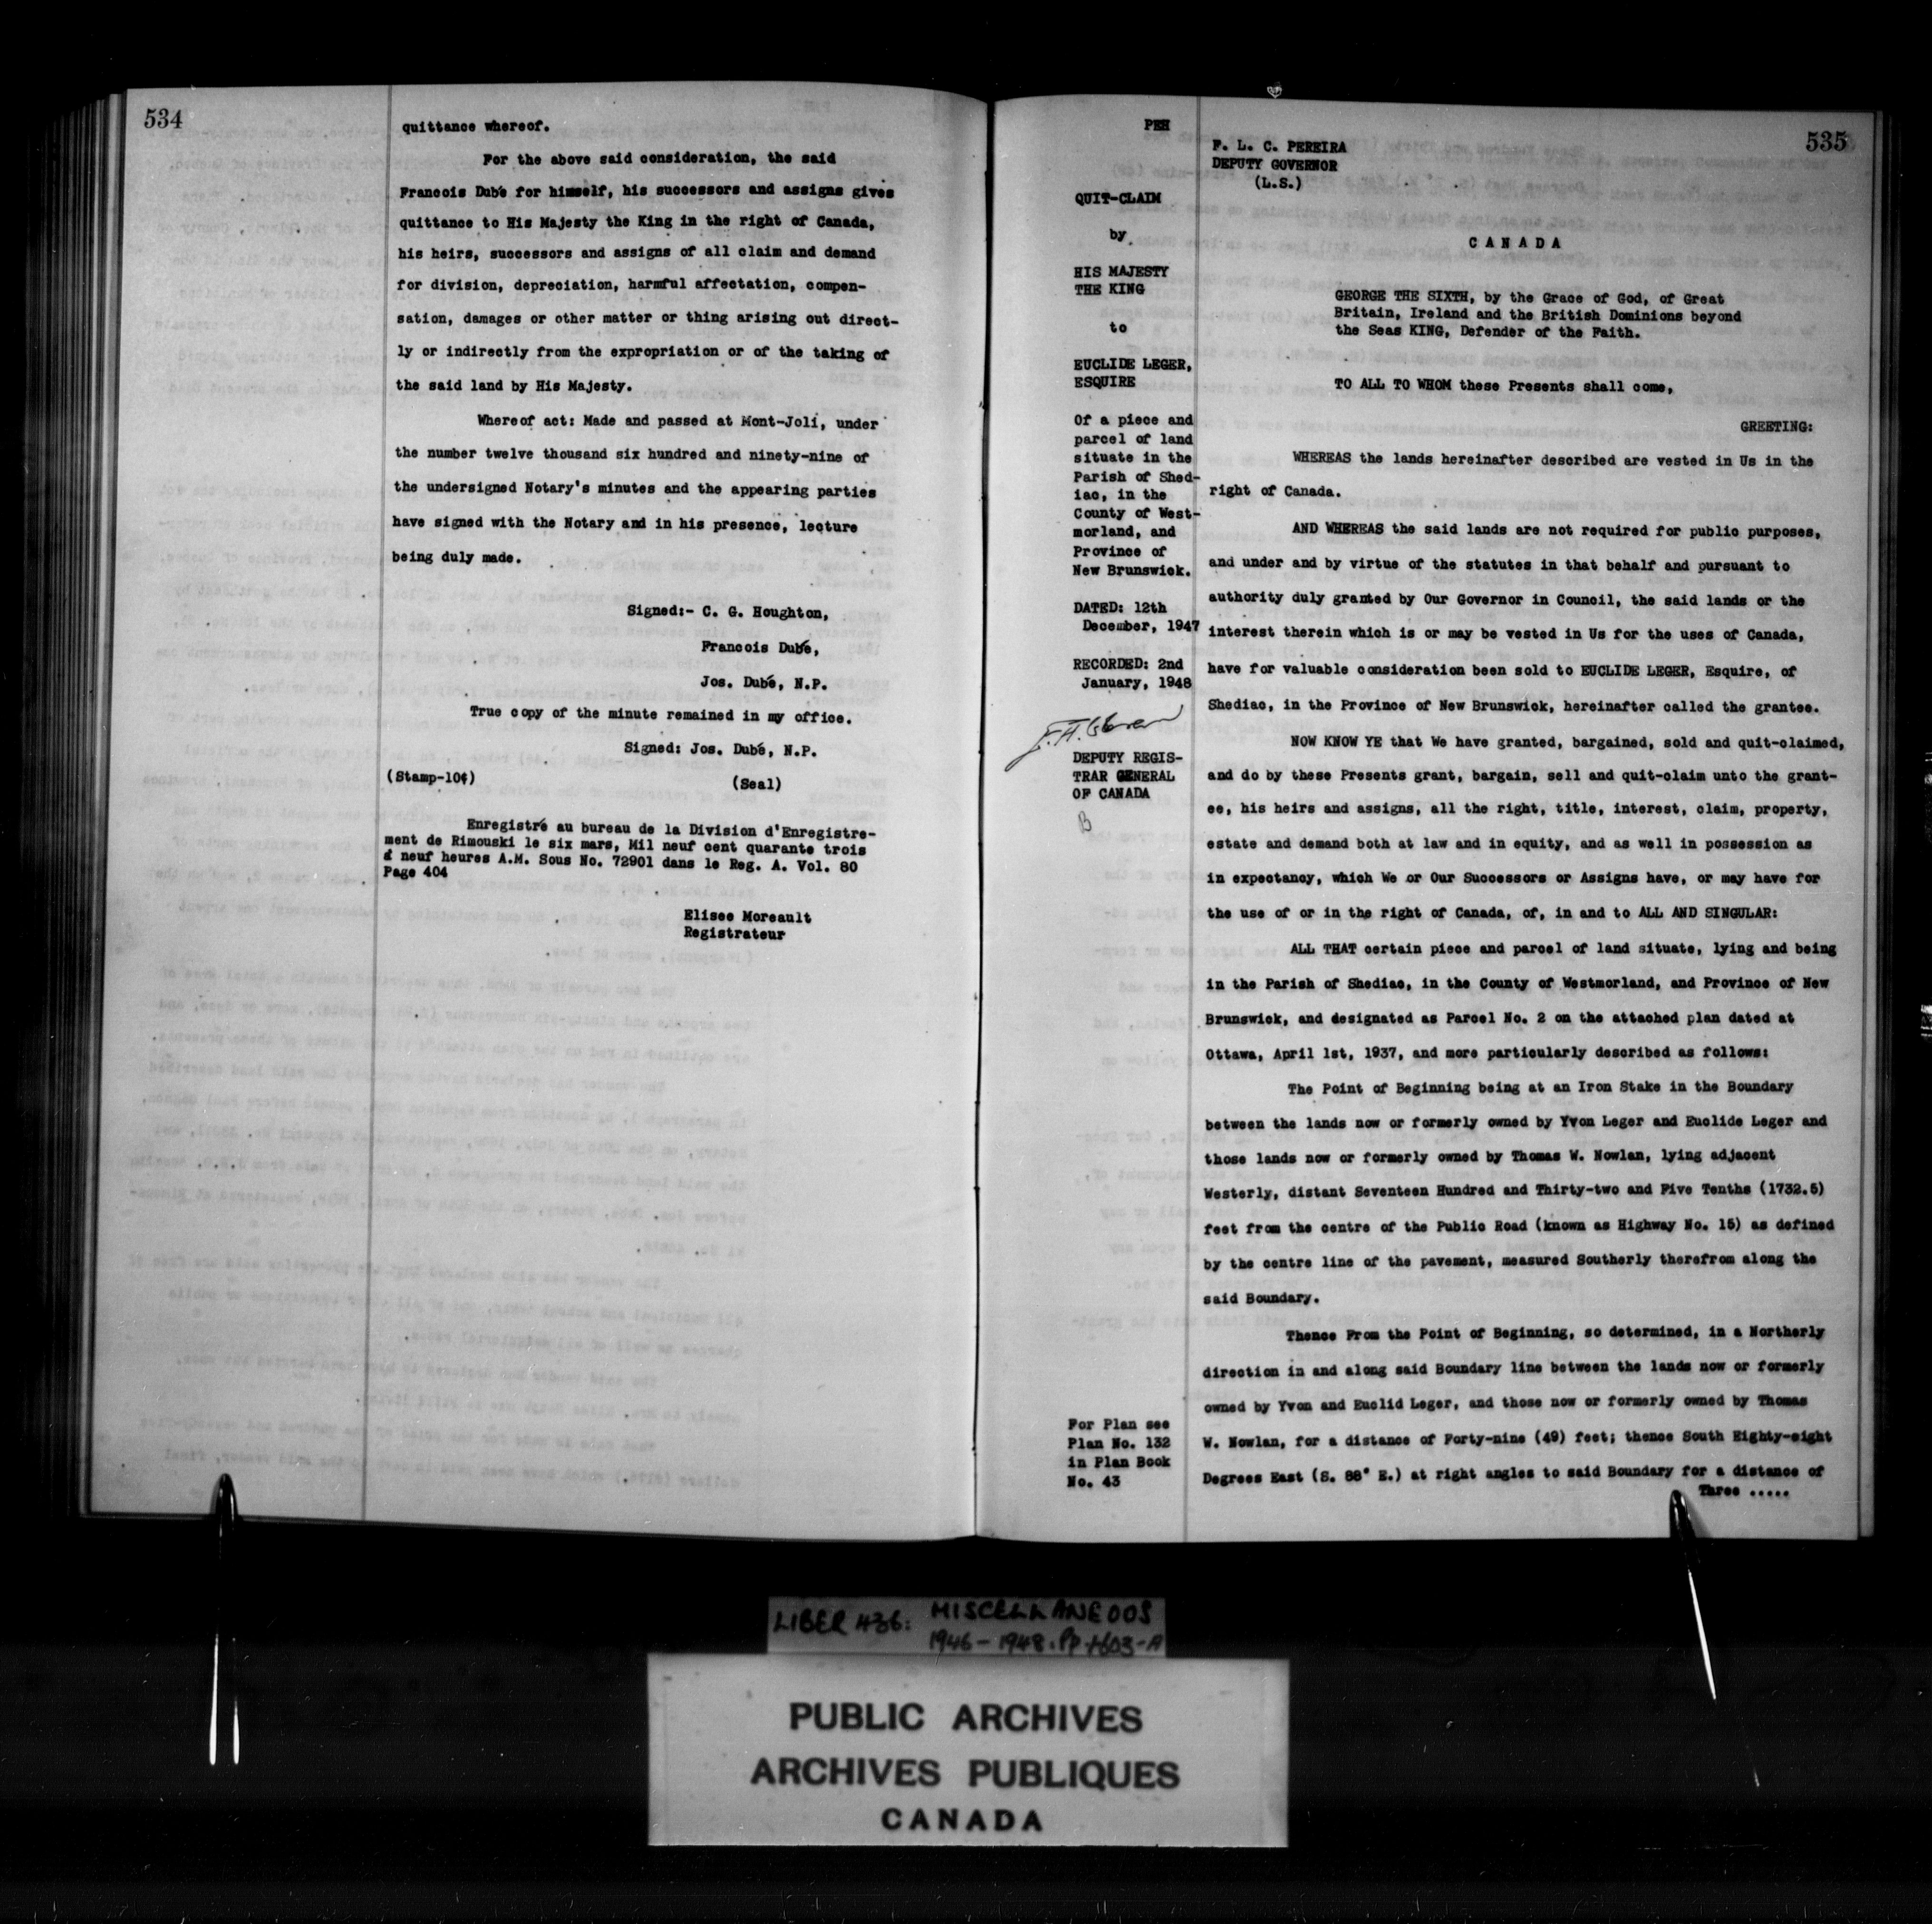 534
quittance whereof.
For the above said consideration, the said
Francois Dubé for himself, his successors and assigns gives
quittance to His Majesty the King in the right of Canada,
his heirs, successors and assigns of all claim and demand
for division, depreciation, harmful affectation, compen-
sation, damages or other matter or thing arising out direct-
ly or indirectly from the expropriation or of the taking of
the said land by His Majesty.
Whereof act: Made and passed at Mont-Joli, under
the number twelve thousand six hundred and ninety-nine of
the undersigned Notary's minutes and the appearing parties
have signed with the Notary and in his presence, lecture
being duly made.
Signed:- C. G. Houghton,
Francois Dubé,
Jos. Dubé, N.P.
True copy of the minute remained in my office.
Signed: Jos. Dubé, N.P.
(Stamp-10¢) (Seal)
Enregistré au bureau de la Division d'Enregistre-
ment de Rimouski le six mars, Mil neuf cent quarante trois
à neuf heures A.M. Sous No. 72901 dans le Reg. A. Vol. 80
Page 404
Elisee Moreault
Registrateur
535
PEH
QUIT-CLAIM
by
HIS MAJESTY
THE KING
to
EUCLIDE LEGER,
ESQUIRE
Of a piece and
parcel of land
situate in the
Parish of Shed-
iac, in the
County of West-
morland, and
Province of
New Brunswick.
DATED: 12th
December, 1947
RECORDED: 2nd
January, 1948
DEPUTY REGIS-
TRAR GENERAL
OF CANADA
B
For Plan see
Plan No. 132
in Plan Book
No. 43
F. L. C. PEREIRA
DEPUTY GOVERNOR
(L.S.)
CANADA
GEORGE THE SIXTH, by the Grace of God, of Great
Britain, Ireland and the British Dominions beyond
the Seas KING, Defender of the Faith.
TO ALL TO WHOM these Presents shall come,
GREETING:
WHEREAS the lands hereinafter described are vested in Us in the
right of Canada.
AND WHEREAS the said lands are not required for public purposes,
and under and by virtue of the statutes in that behalf and pursuant to
authority duly granted by Our Governor in Council, the said lands or the
interest therein which is or may be vested in Us for the uses of Canada,
have for valuable consideration been sold to EUCLIDE LEGER, Esquire, of
Shediac, in the Province of New Brunswick, hereinafter called the grantee.
NOW KNOW YE that We have granted, bargained, sold and quit-claimed,
and do by these Presents grant, bargain, sell and quit-claim unto the grant-
ee, his heirs and assigns, all the right, title, interest, claim, property,
estate and demand both at law and in equity, and as well in possession as
in expectancy, which We or Our Successors or Assigns have, or may have for
the use of or in the right of Canada, of, in and to ALL AND SINGULAR:
ALL THAT certain piece and parcel of land situate, lying and being
in the Parish of Shediac, in the County of Westmorland, and Province of New
Brunswick, and designated as Parcel No. 2 on the attached plan dated at
Ottawa, April 1st, 1937, and more particularly described as follows:
The Point of Beginning being at an Iron Stake in the Boundary
between the lands now or formerly owned by Yvon Leger and Euclide Leger and
those lands now or formerly owned by Thomas W. Nowlan, lying adjacent
Westerly, distant Seventeen Hundred and Thirty-two and Five Tenths (1732.5)
feet from the centre of the Public Road (known as Highway No. 15) as defined
by the centre line of the pavement, measured Southerly therefrom along the
said Boundary.
Thence From the Point of Beginning, so determined, in a Northerly
direction in and along said Boundary line between the lands now or formerly
owned by Yvon and Euclid Leger, and those now or formerly owned by Thomas
W. Nowlan, for a distance of Forty-nine (49) feet; thence South Eighty-eight
Degrees East (S. 88° E.) at right angles to said Boundary for a distance of
Three .....
LIBER 436: MISCELLANEOUS
1946-1948. Pp 1-603-A
PUBLIC ARCHIVES
ARCHIVES PUBLIQUES
CANADA